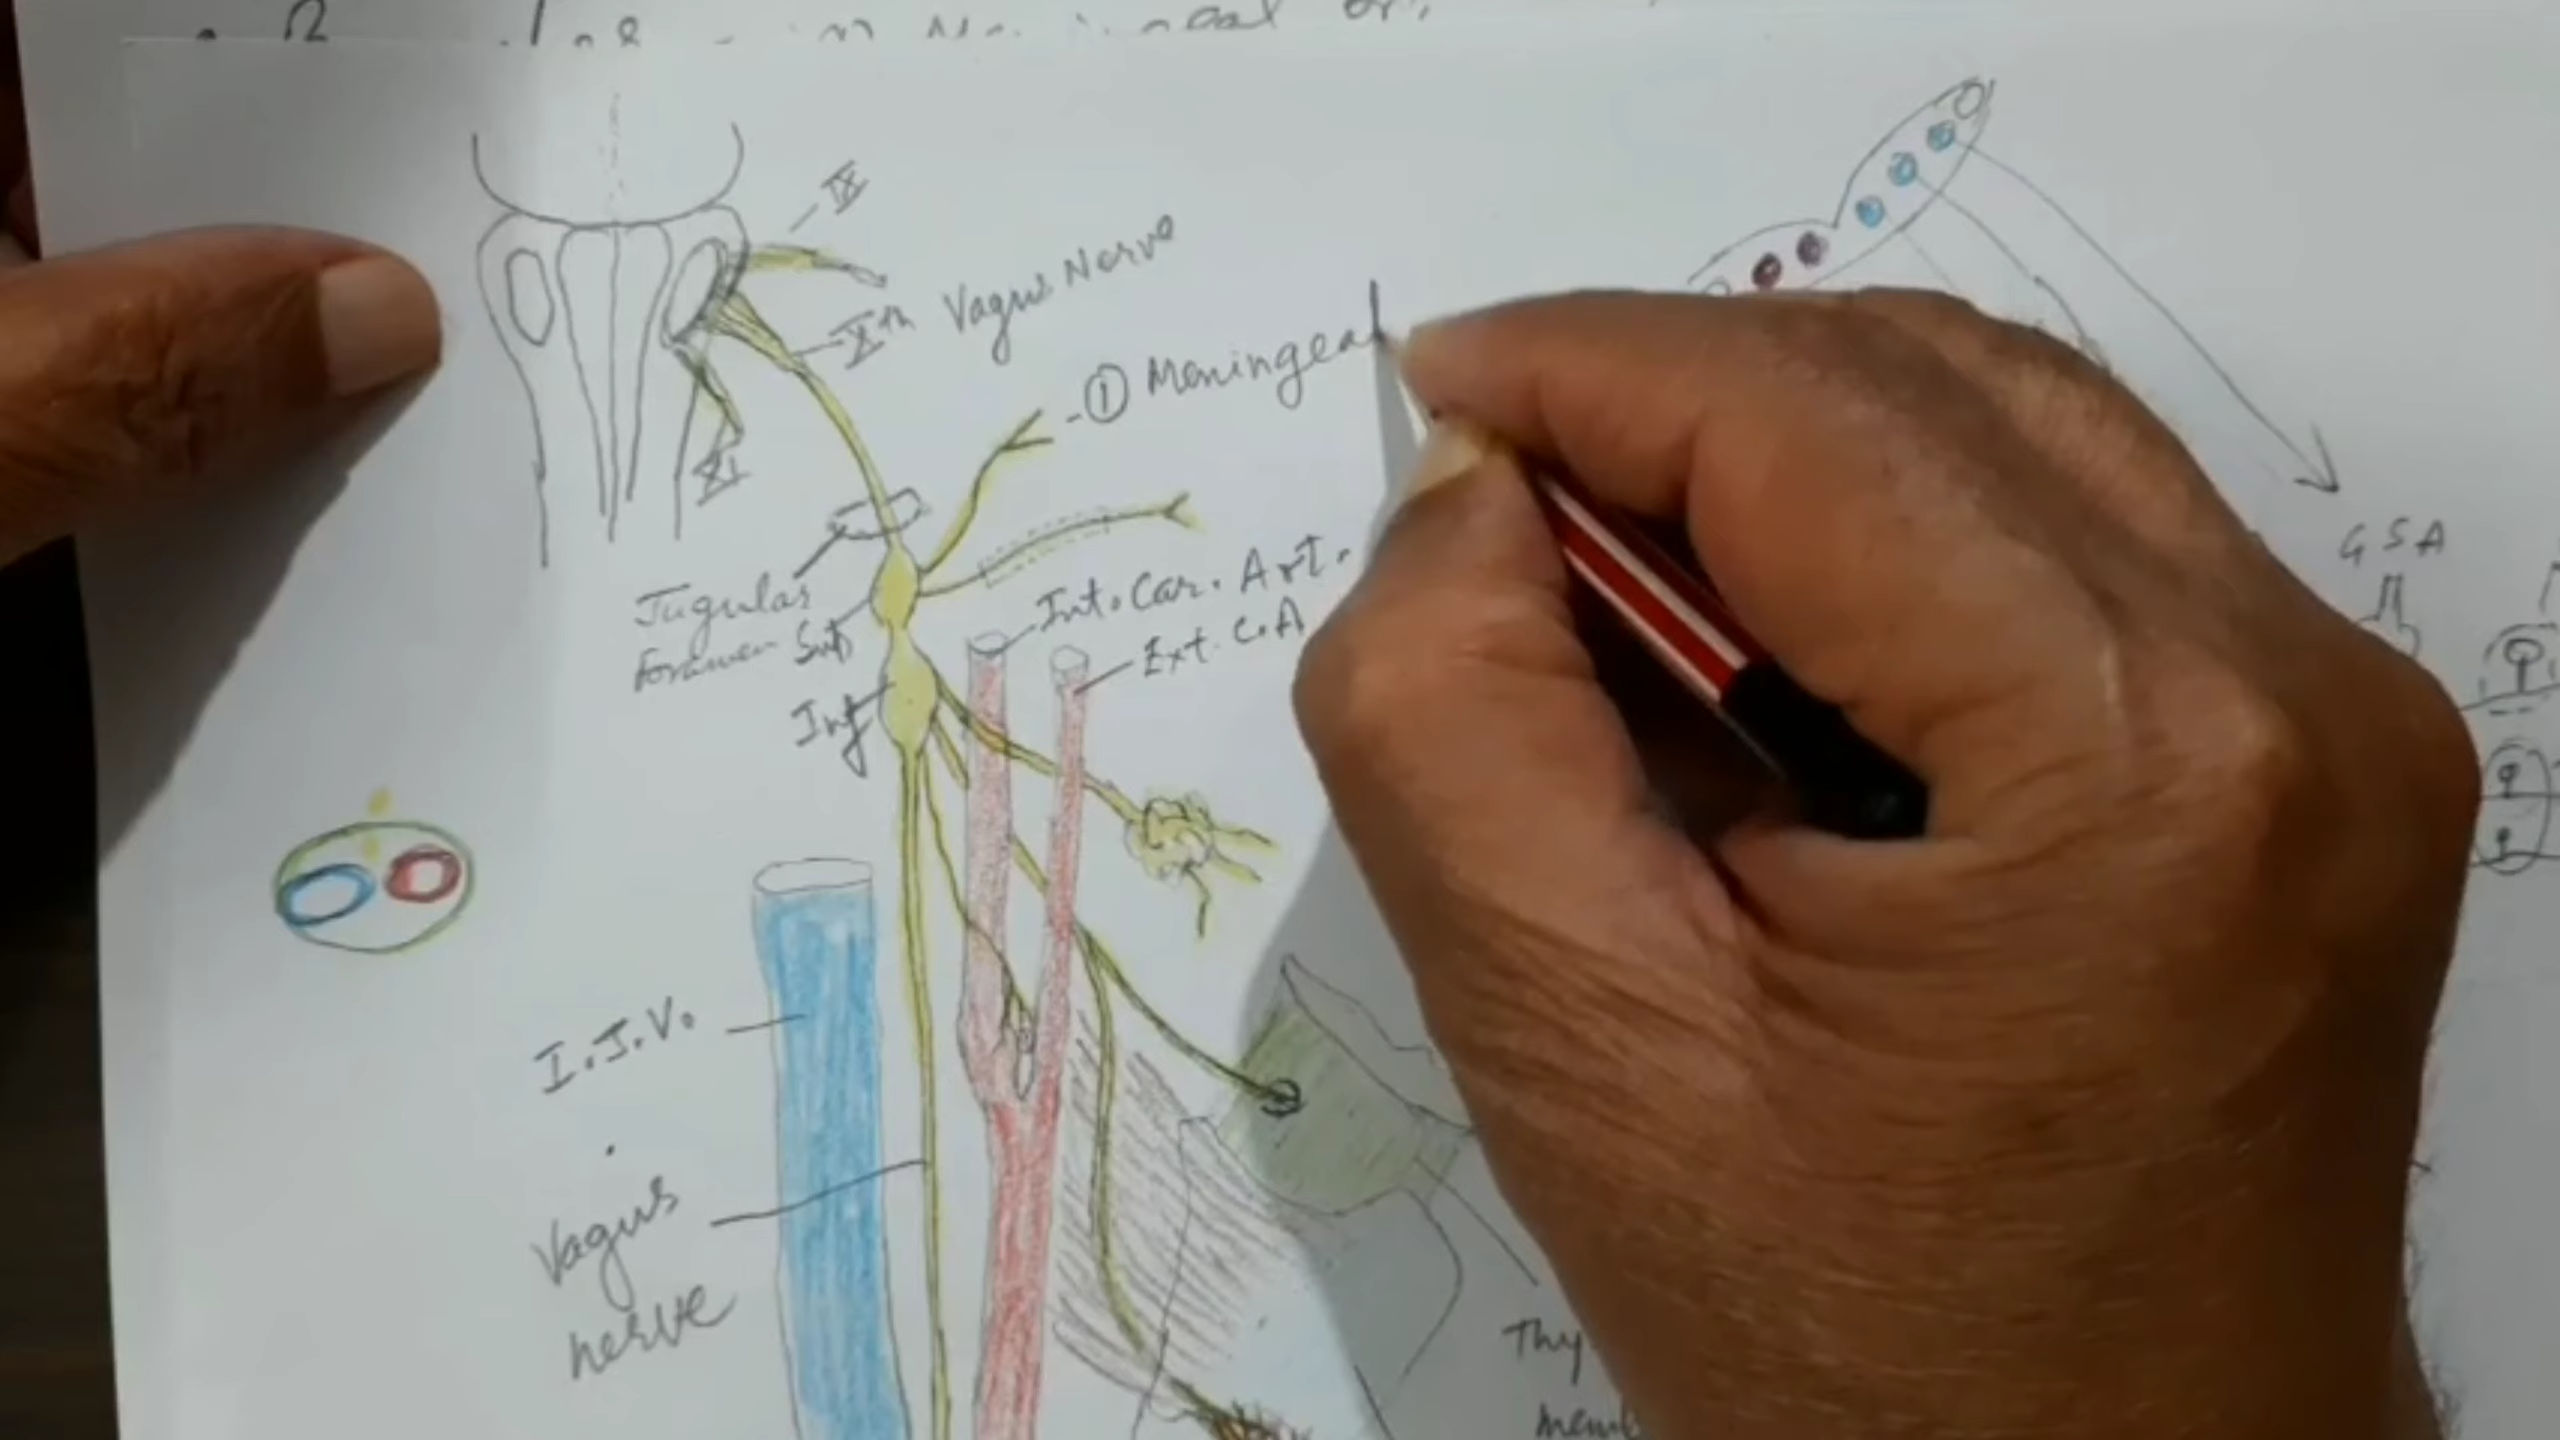 IX
Xth Vagus Nerve
① Meningeal
XI
GSA
Jugular
Foramen Sup
Int. Car. Art.
Ext. C.A
Inf
I.J.V.
Vagus
nerve
Thy
mem